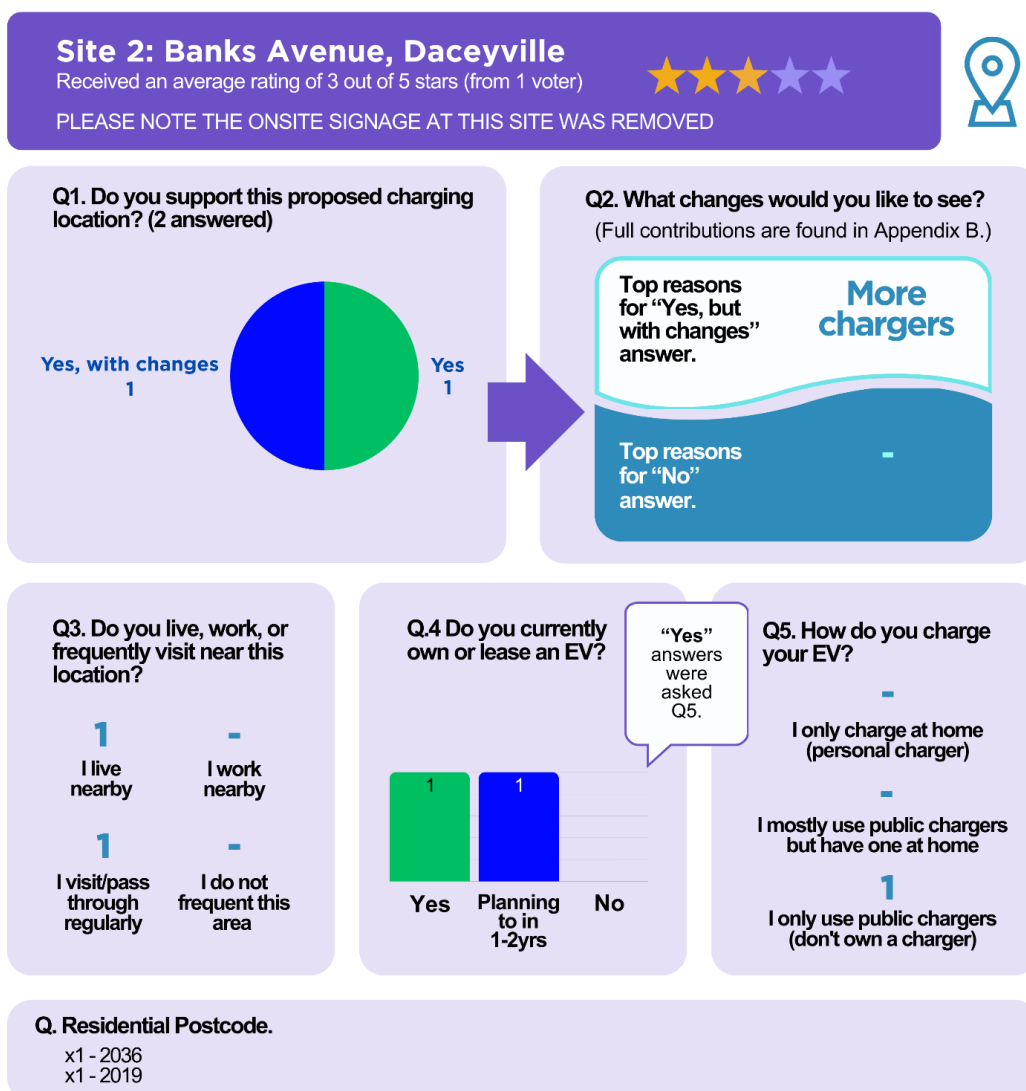 Site 2: Banks Avenue, Daceyville
Received an average rating of 3 out of 5 stars (from 1 voter)
PLEASE NOTE THE ONSITE SIGNAGE AT THIS SITE WAS REMOVED
Q1. Do you support this proposed charging
location? (2 answered)
Yes, with changes
1
Yes
1
Q2. What changes would you like to see?
(Full contributions are found in Appendix B.)
Top reasons
for “Yes, but
with changes”
answer.
More
chargers
Top reasons
for “No”
answer.
-
Q3. Do you live, work, or
frequently visit near this
location?
1
I live
nearby
-
I work
nearby
1
I visit/pass
through
regularly
-
I do not
frequent this
area
Q.4 Do you currently
own or lease an EV?
1
1
Yes
Planning
to in
1-2yrs
No
“Yes”
answers
were
asked
Q5.
Q5. How do you charge
your EV?
-
I only charge at home
(personal charger)
-
I mostly use public chargers
but have one at home
1
I only use public chargers
(don't own a charger)
Q. Residential Postcode.
x1 - 2036
x1 - 2019